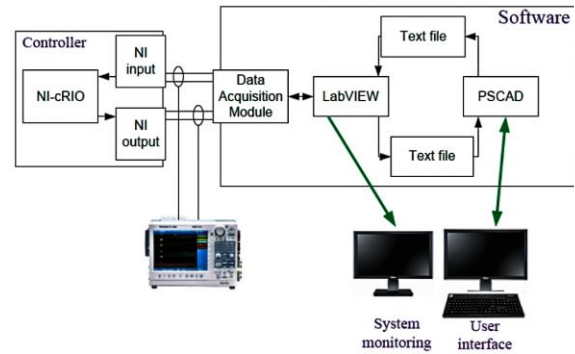 Software
Controller
NI
input
NI-cRIO
NI
output
Data
Acquisition
Module
LabVIEW
Text file
PSCAD
Text file
System
monitoring
User
interface